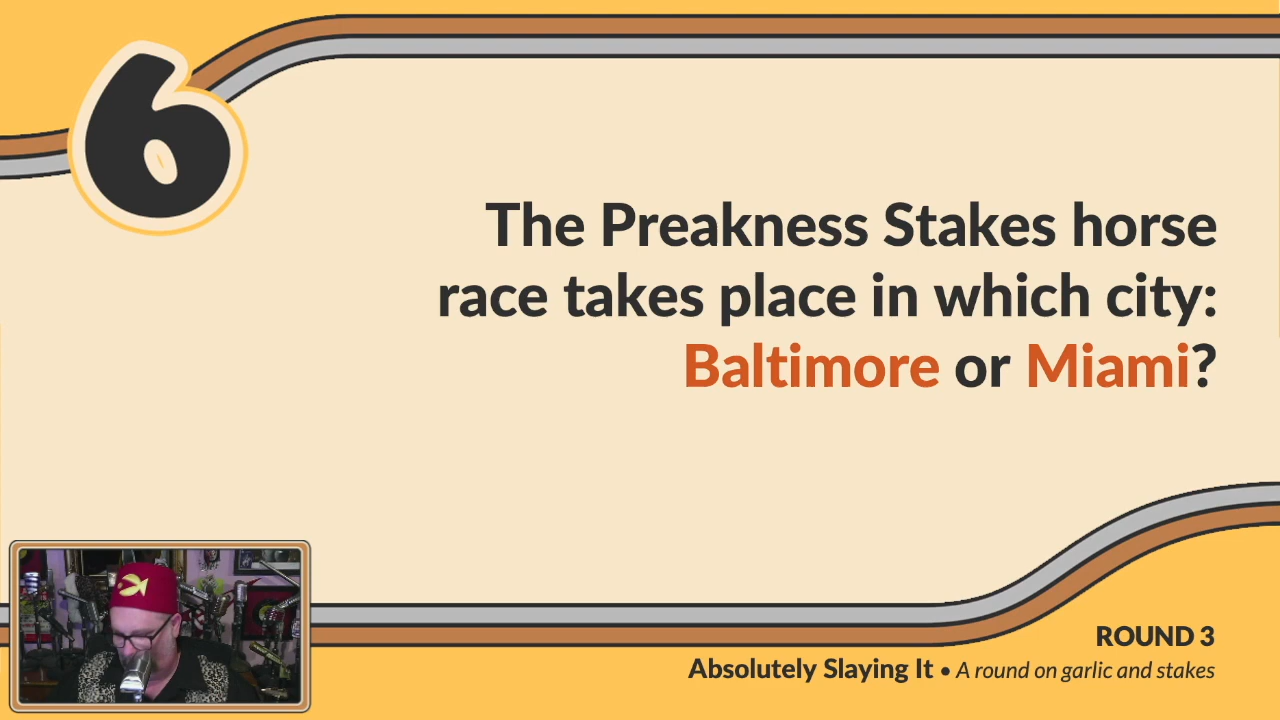 6
The Preakness Stakes horse
race takes place in which city:
Baltimore or Miami?
ROUND 3
Absolutely Slaying It • A round on garlic and stakes